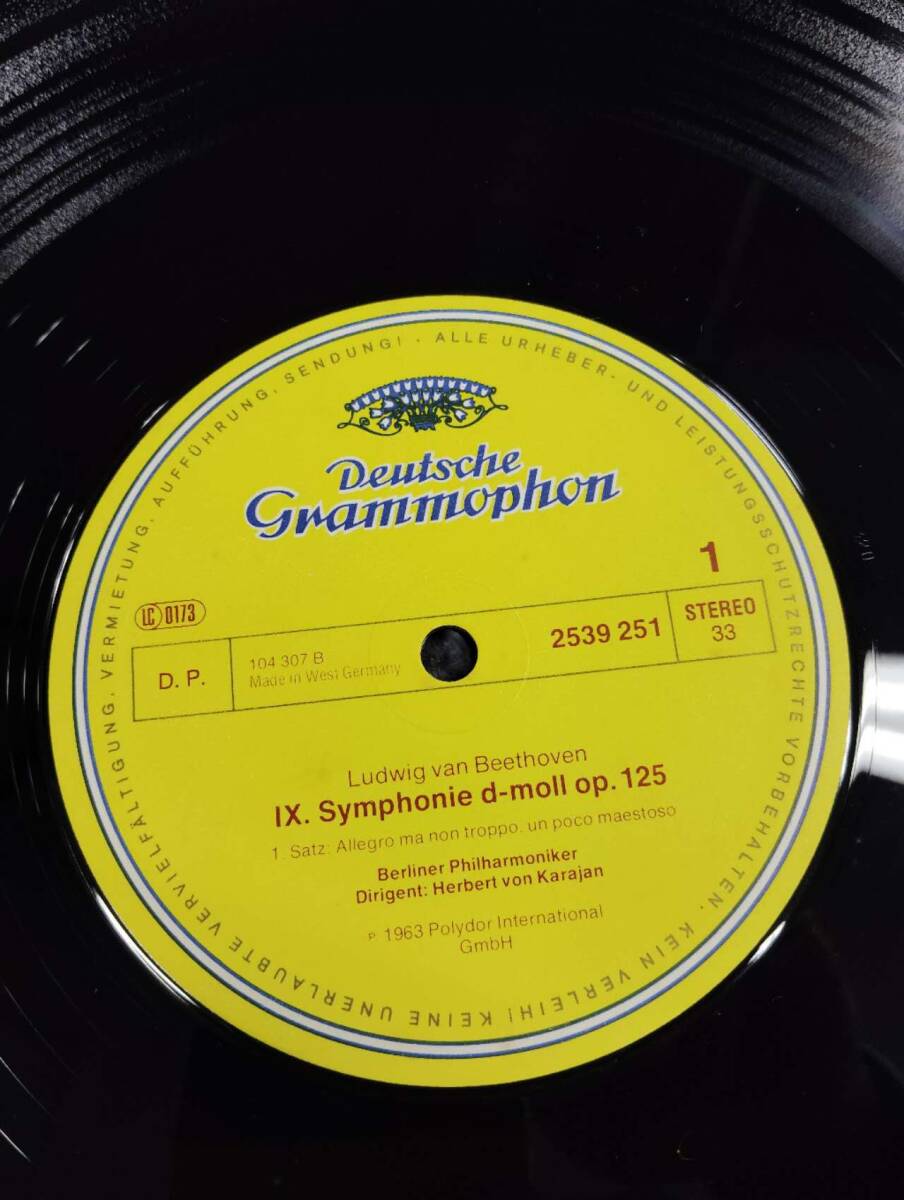 ALLE URHEBER- UND LEISTUNGSSCHUTZRECHTE VORBEHALTEN. KEIN VERLEIH! KEINE UNERLAUBTE VERVIELFÄLTIGUNG, VERMIETUNG, AUFFÜHRUNG, SENDUNG! ·
Deutsche
Grammophon
1
LC 0173
D. P.
104 307 B
Made in West Germany
2539 251
STEREO
33
Ludwig van Beethoven
IX. Symphonie d-moll op. 125
1. Satz: Allegro ma non troppo, un poco maestoso
Berliner Philharmoniker
Dirigent: Herbert von Karajan
℗ 1963 Polydor International
GmbH